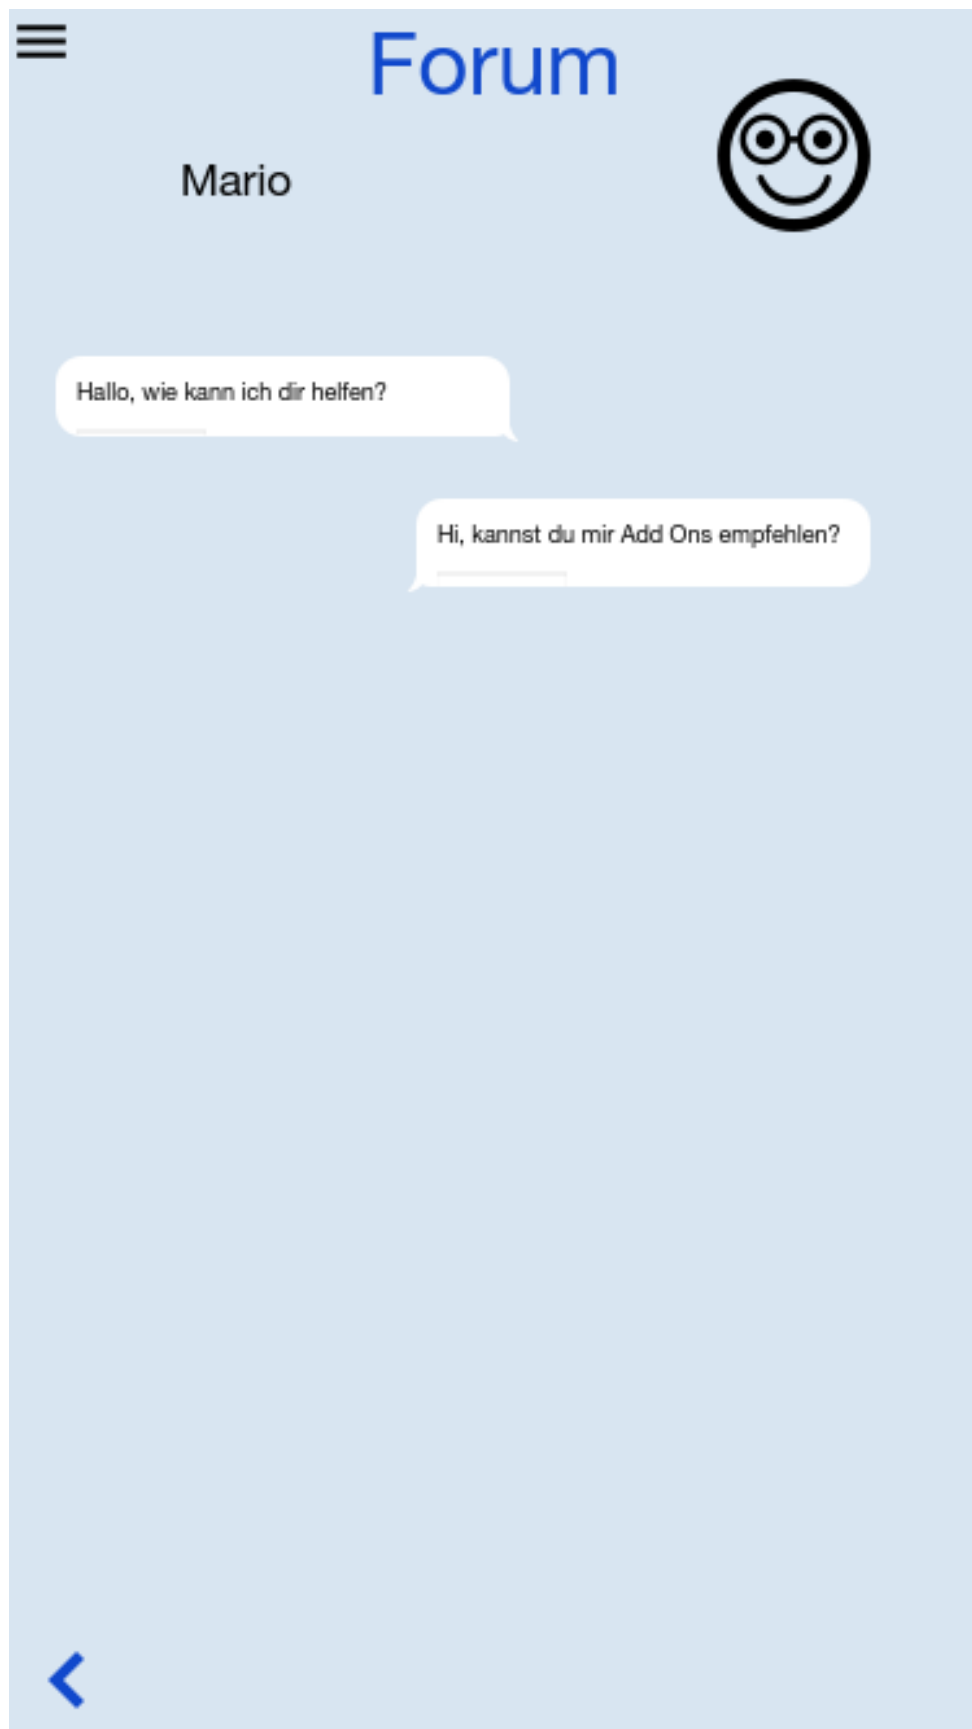 Forum
Mario
Hallo, wie kann ich dir helfen?
Hi, kannst du mir Add Ons empfehlen?